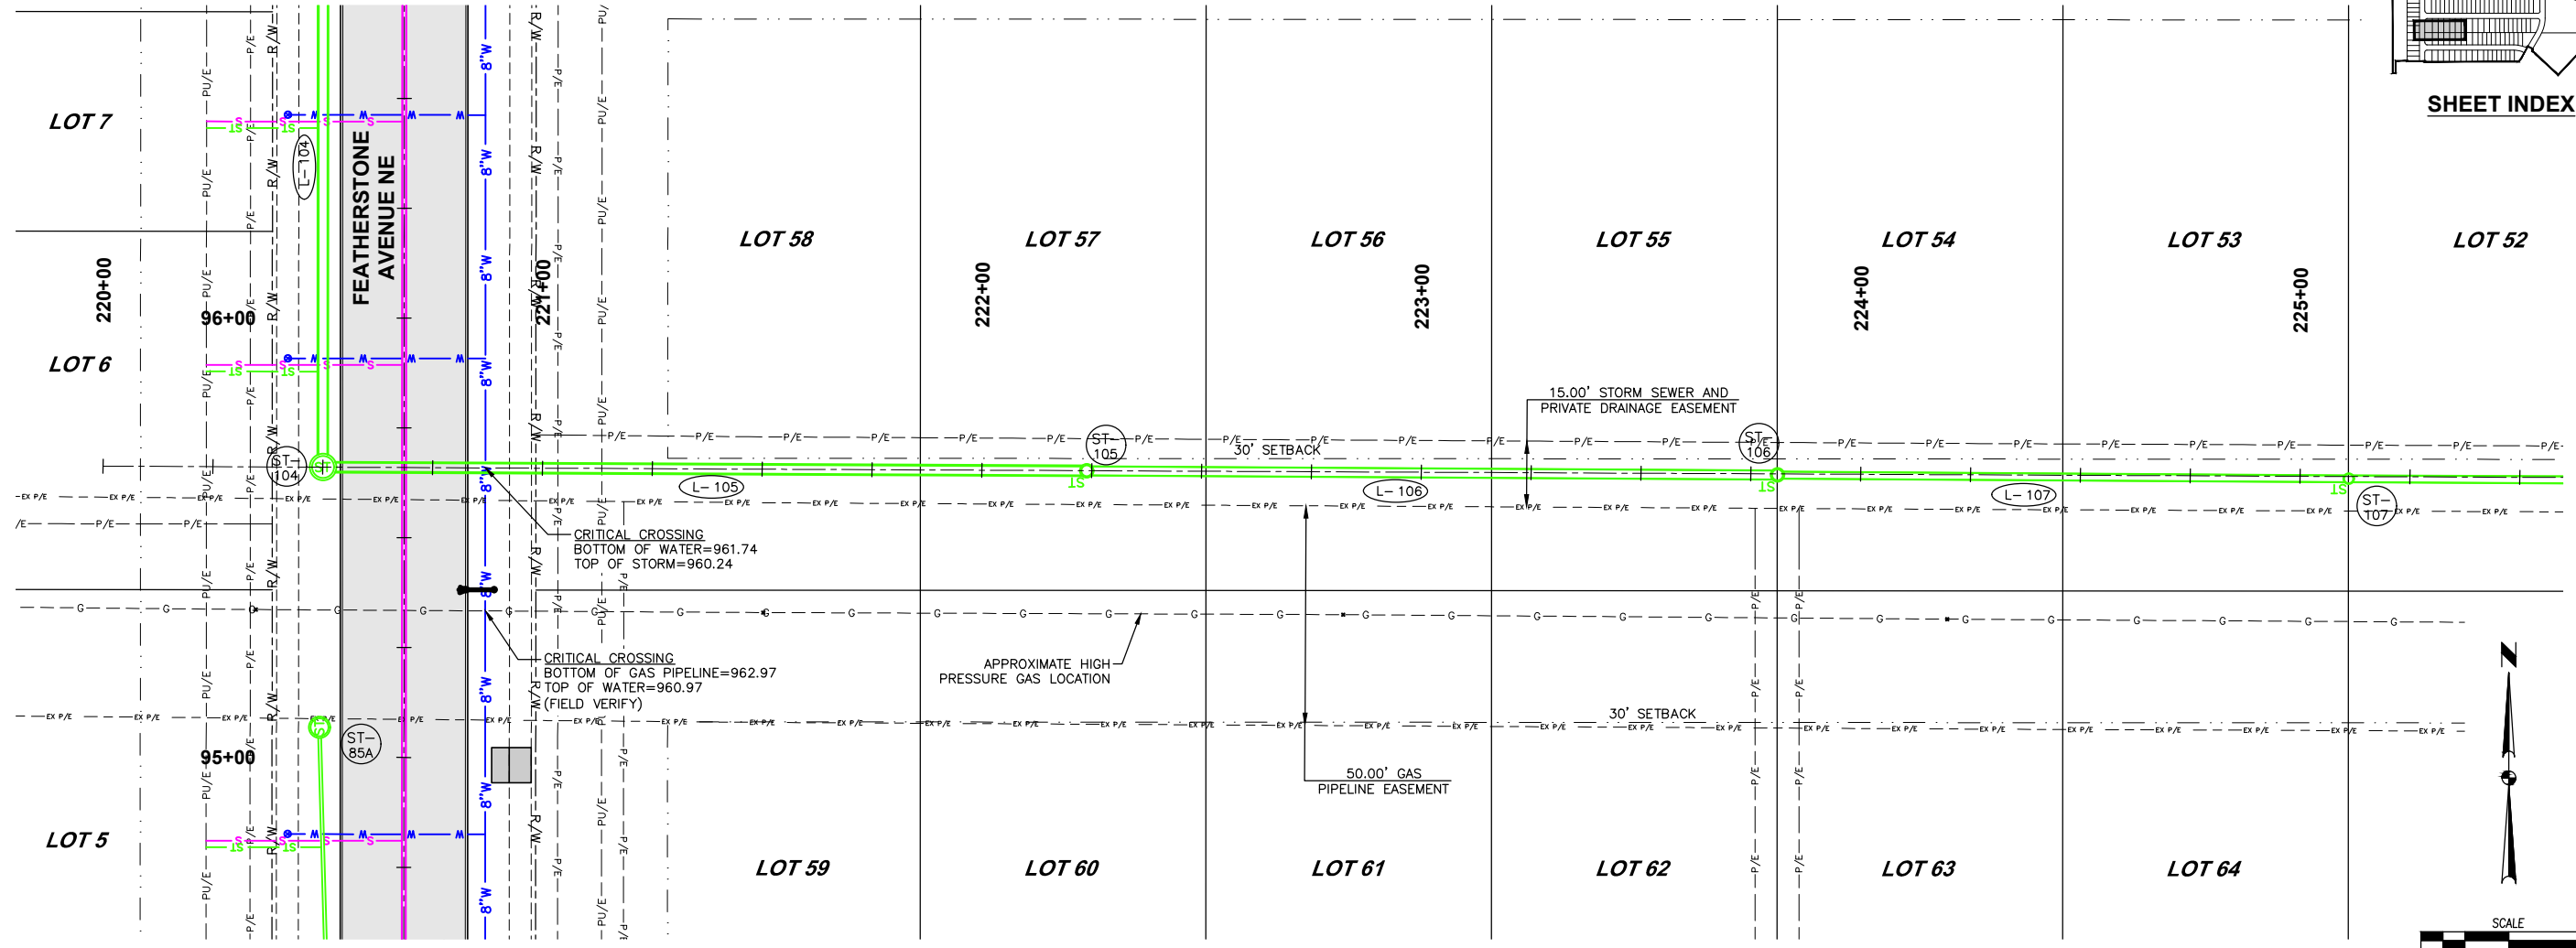 LOT 7
LOT 6
LOT 5
220+00
96+00
95+00
L-104
FEATHERSTONE
AVENUE NE
221+00
222+00
223+00
224+00
225+00
LOT 58
LOT 57
LOT 56
LOT 55
LOT 54
LOT 53
LOT 52
SHEET INDEX
15.00' STORM SEWER AND
PRIVATE DRAINAGE EASEMENT
30' SETBACK
ST-
104
ST-
105
ST-
106
ST-
107
L-105
L-106
L-107
CRITICAL CROSSING
BOTTOM OF WATER=961.74
TOP OF STORM=960.24
CRITICAL CROSSING
BOTTOM OF GAS PIPELINE=962.97
TOP OF WATER=960.97
(FIELD VERIFY)
APPROXIMATE HIGH
PRESSURE GAS LOCATION
30' SETBACK
50.00' GAS
PIPELINE EASEMENT
ST-
85A
LOT 59
LOT 60
LOT 61
LOT 62
LOT 63
LOT 64
N
SCALE
8"W
R/W
PU/E
P/E
EX P/E
G
S
ST
W